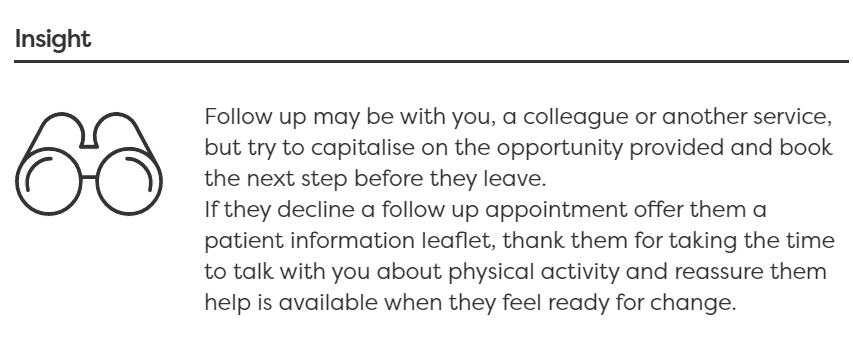 Insight
Follow up may be with you, a colleague or another service,
but try to capitalise on the opportunity provided and book
the next step before they leave.
If they decline a follow up appointment offer them a
patient information leaflet, thank them for taking the time
to talk with you about physical activity and reassure them
help is available when they feel ready for change.